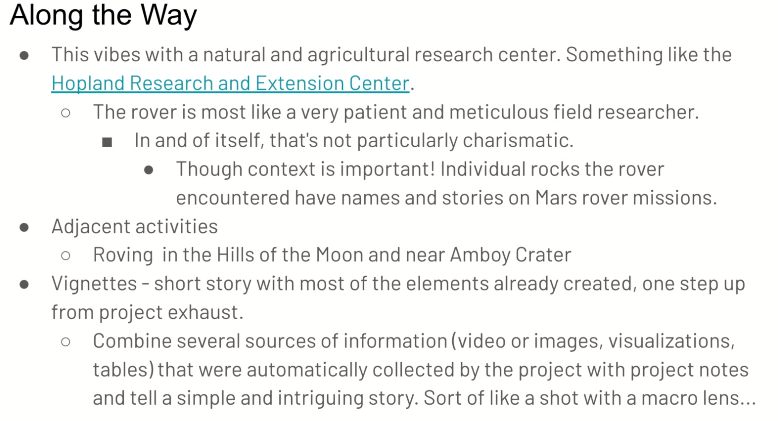 Along the Way
● This vibes with a natural and agricultural research center. Something like the
Hopland Research and Extension Center.
○ The rover is most like a very patient and meticulous field researcher.
■ In and of itself, that's not particularly charismatic.
● Though context is important! Individual rocks the rover
encountered have names and stories on Mars rover missions.
● Adjacent activities
○ Roving  in the Hills of the Moon and near Amboy Crater
● Vignettes - short story with most of the elements already created, one step up
from project exhaust.
○ Combine several sources of information (video or images, visualizations,
tables) that were automatically collected by the project with project notes
and tell a simple and intriguing story. Sort of like a shot with a macro lens...